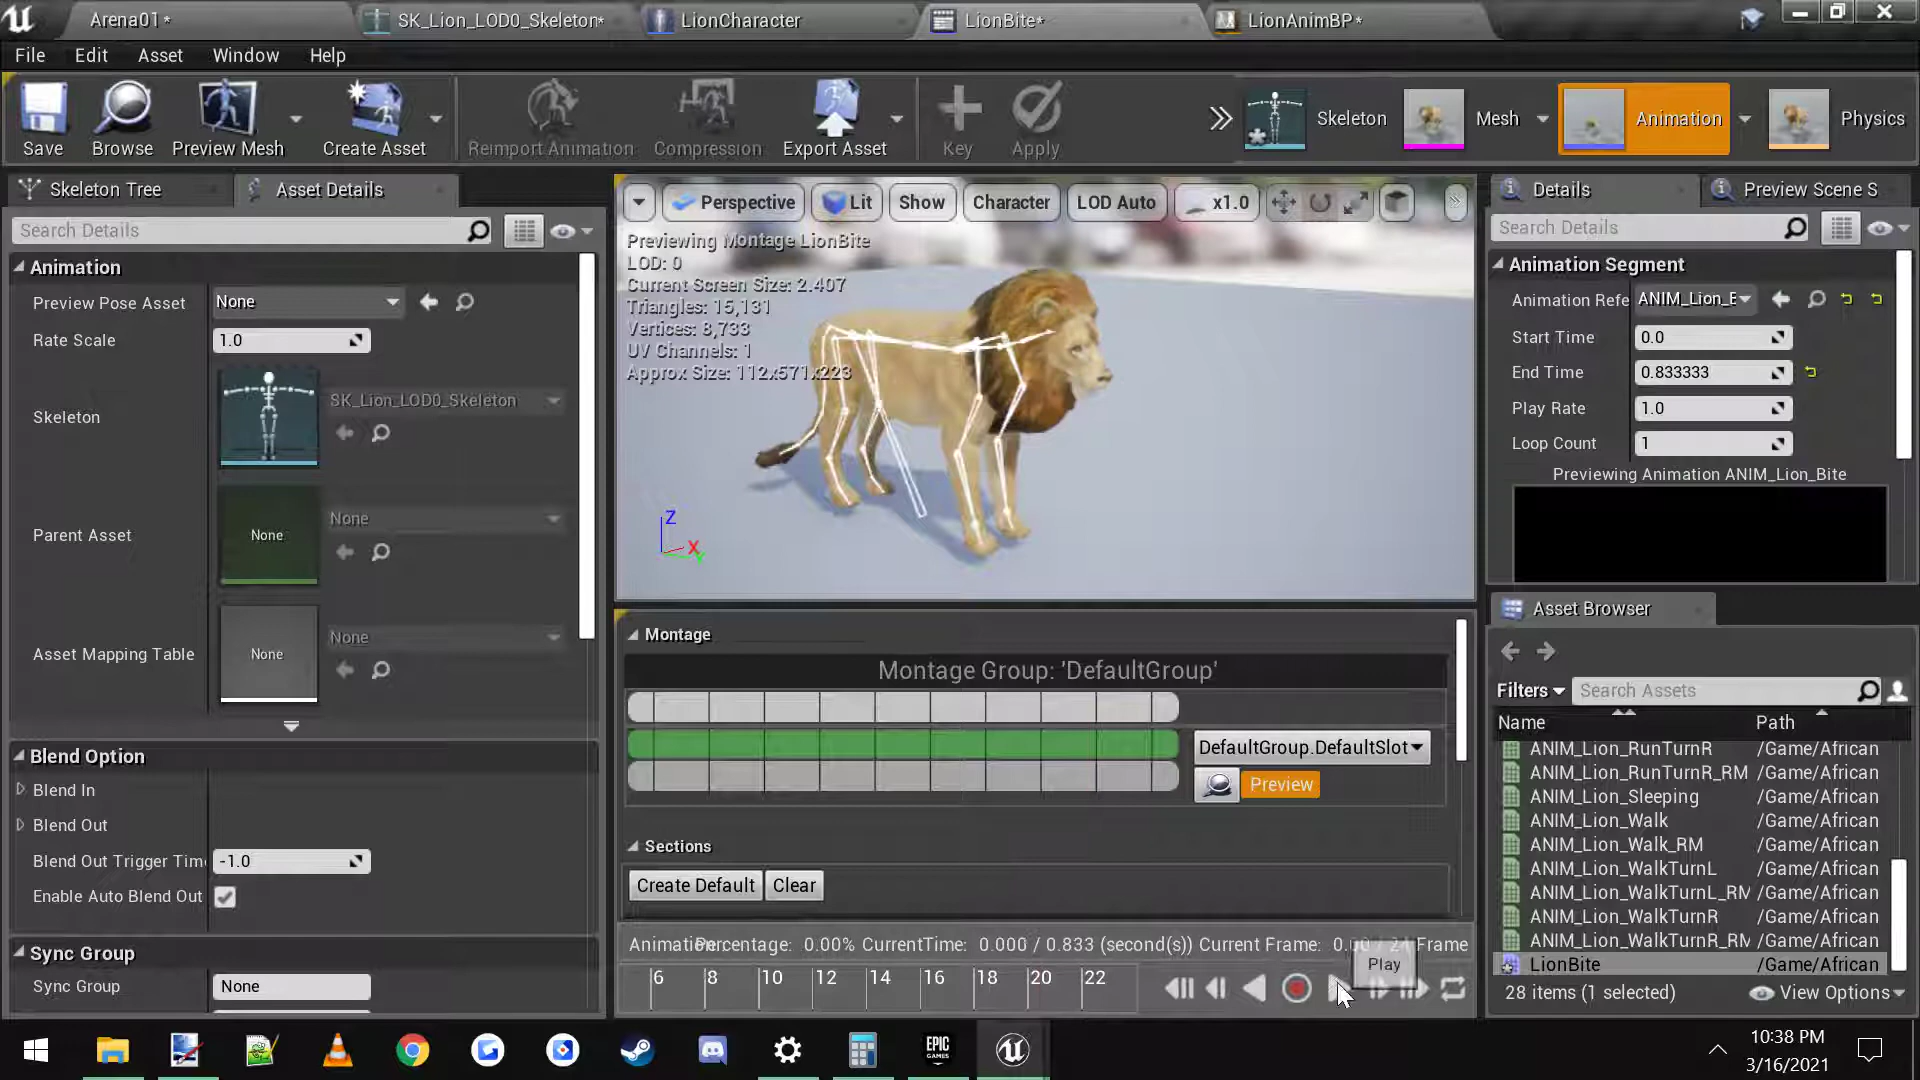 Arena01*
SK_Lion_LOD0_Skeleton*
LionCharacter
LionBite*
LionAnimBP*
File Edit Asset Window Help
Save
Browse
Preview Mesh
Create Asset
Reimport Animation
Compression
Export Asset
Key
Apply
Skeleton
Mesh
Animation
Physics
Skeleton Tree
Asset Details
Search Details
Animation
Preview Pose Asset
None
Rate Scale
1.0
Skeleton
SK_Lion_LOD0_Skeleton
Parent Asset
None
None
Asset Mapping Table
None
None
Blend Option
Blend In
Blend Out
Blend Out Trigger Tim
-1.0
Enable Auto Blend Out
Sync Group
Sync Group
None
Perspective
Lit
Show
Character
LOD Auto
x1.0
Previewing Montage LionBite
LOD: 0
Current Screen Size: 2.407
Triangles: 15,131
Vertices: 8,733
UV Channels: 1
Approx Size: 112x571x223
Z
X
Y
Montage
Montage Group: 'DefaultGroup'
DefaultGroup.DefaultSlot
Preview
Sections
Create Default
Clear
Percentage: 0.00% CurrentTime: 0.000 / 0.833 (second(s)) Current Frame: Frame
6 8 10 12 14 16 18 20 22
Play
Details
Preview Scene S
Search Details
Animation Segment
Animation Refe
ANIM_Lion_B
Start Time
0.0
End Time
0.833333
Play Rate
1.0
Loop Count
1
Previewing Animation ANIM_Lion_Bite
Asset Browser
Filters
Search Assets
Name Path
ANIM_Lion_RunTurnR /Game/African
ANIM_Lion_RunTurnR_RM /Game/African
ANIM_Lion_Sleeping /Game/African
ANIM_Lion_Walk /Game/African
ANIM_Lion_Walk_RM /Game/African
ANIM_Lion_WalkTurnL /Game/African
ANIM_Lion_WalkTurnL_RM /Game/African
ANIM_Lion_WalkTurnR /Game/African
ANIM_Lion_WalkTurnR_RM /Game/African
LionBite /Game/African
28 items (1 selected)
View Options
EPIC
GAMES
10:38 PM
3/16/2021